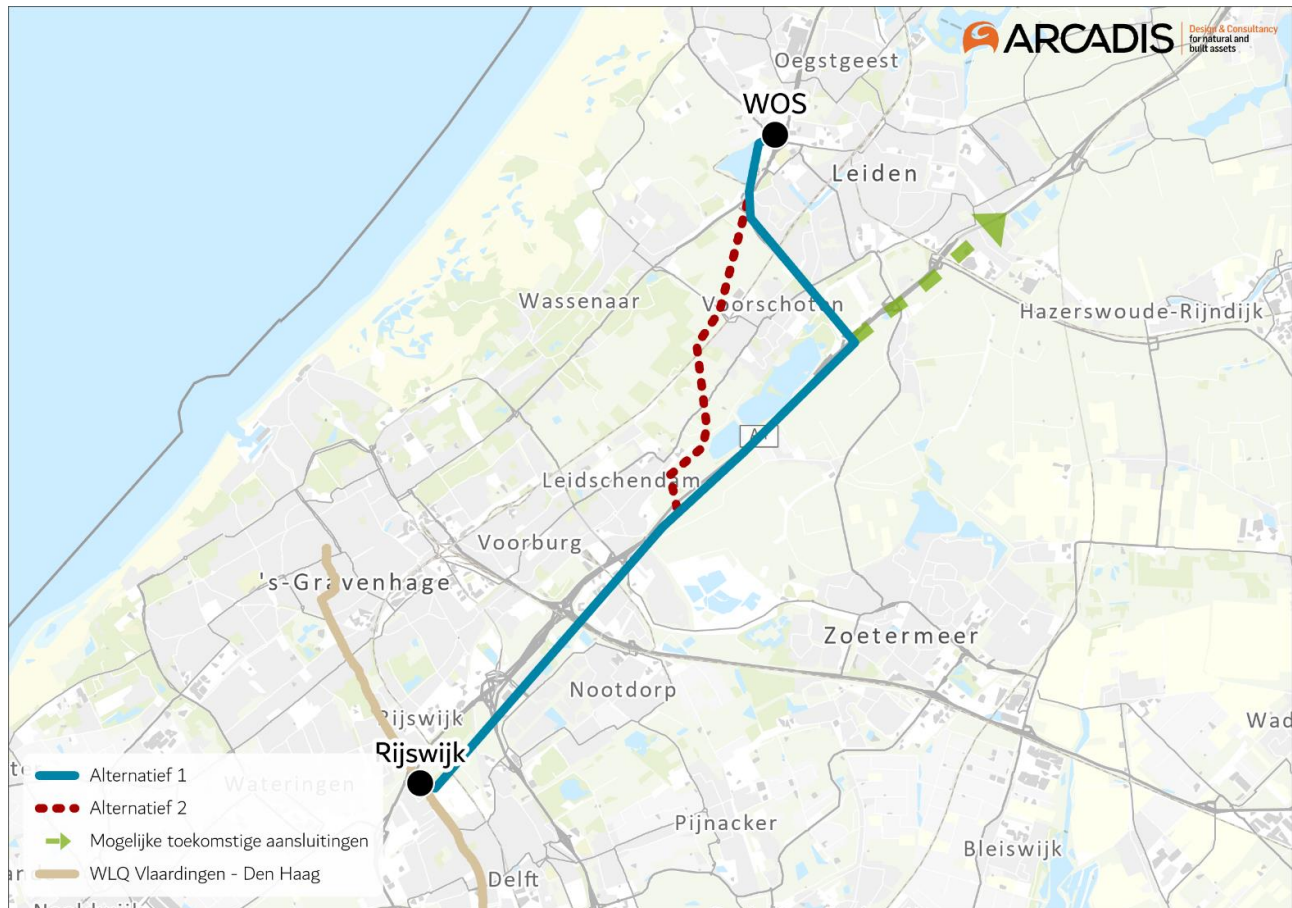 ARCADIS
Design & Consultancy
for natural and
built assets
Oegstgeest
WOS
Leiden
Wassenaar
Voorschoten
Hazerswoude-Rijndijk
Leidschendam
Voorburg
's-Gravenhage
Zoetermeer
Nootdorp
Rijswijk
Rijswijk
Wateringen
Pijnacker
Bleiswijk
Delft
Alternatief 1
Alternatief 2
Mogelijke toekomstige aansluitingen
WLQ Vlaardingen - Den Haag